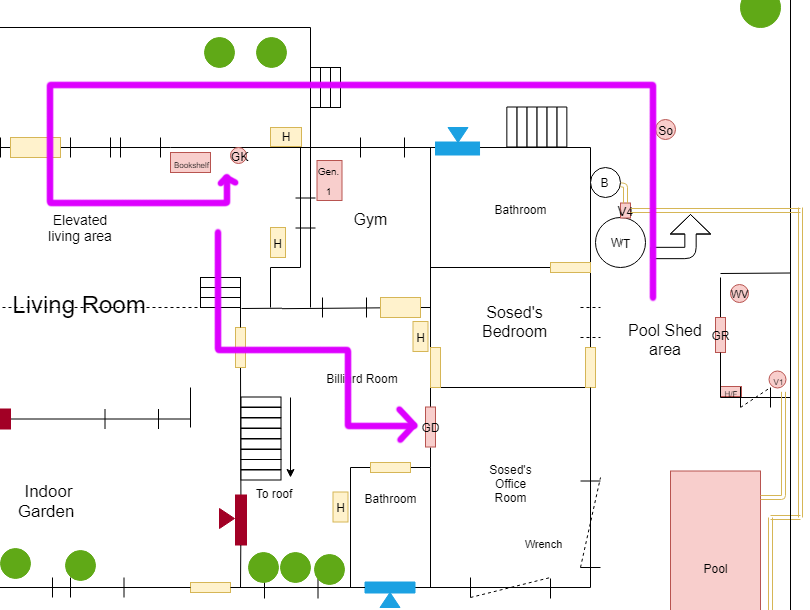 So
H
GK
Bookshelf
Gen.
1
B
V4
Gym
Bathroom
Elevated
living area
H
WT
WV
Living Room
Sosed's
Bedroom
Pool Shed
area
H
GR
Billiard Room
V1
H/F
GD
Sosed's
Office
Room
Indoor
Garden
To roof
H
Bathroom
Wrench
Pool